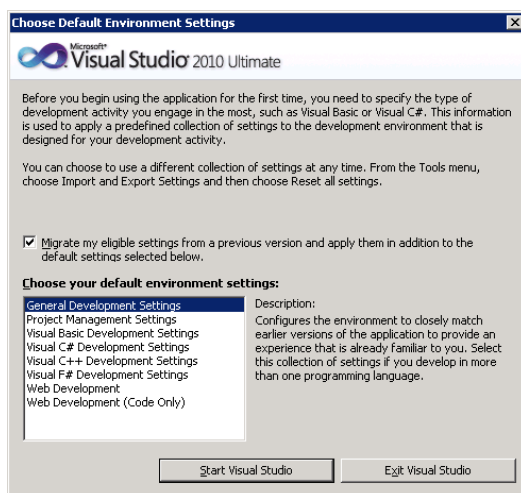 Choose Default Environment Settings
Microsoft®
Visual Studio® 2010 Ultimate
Before you begin using the application for the first time, you need to specify the type of
development activity you engage in the most, such as Visual Basic or Visual C#. This information
is used to apply a predefined collection of settings to the development environment that is
designed for your development activity.
You can choose to use a different collection of settings at any time. From the Tools menu,
choose Import and Export Settings and then choose Reset all settings.
Migrate my eligible settings from a previous version and apply them in addition to the
default settings selected below.
Choose your default environment settings:
General Development Settings
Project Management Settings
Visual Basic Development Settings
Visual C# Development Settings
Visual C++ Development Settings
Visual F# Development Settings
Web Development
Web Development (Code Only)
Description:
Configures the environment to closely match
earlier versions of the application to provide an
experience that is already familiar to you. Select
this collection of settings if you develop in more
than one programming language.
Start Visual Studio
Exit Visual Studio